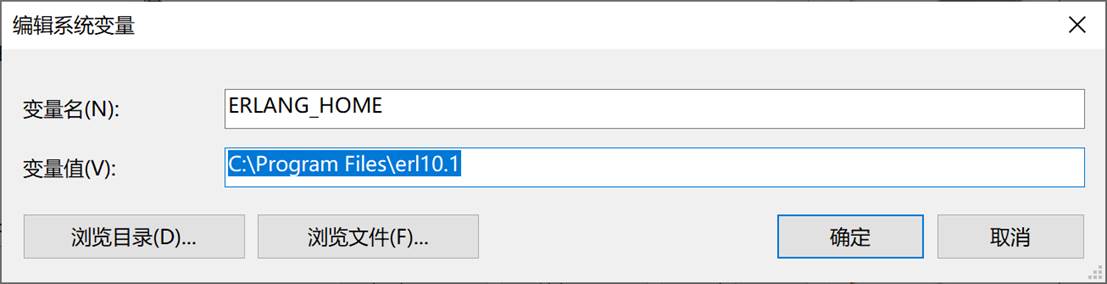 编辑系统变量
变量名(N):
ERLANG_HOME
变量值(V):
C:\Program Files\erl10.1
浏览目录(D)...
浏览文件(F)...
确定
取消